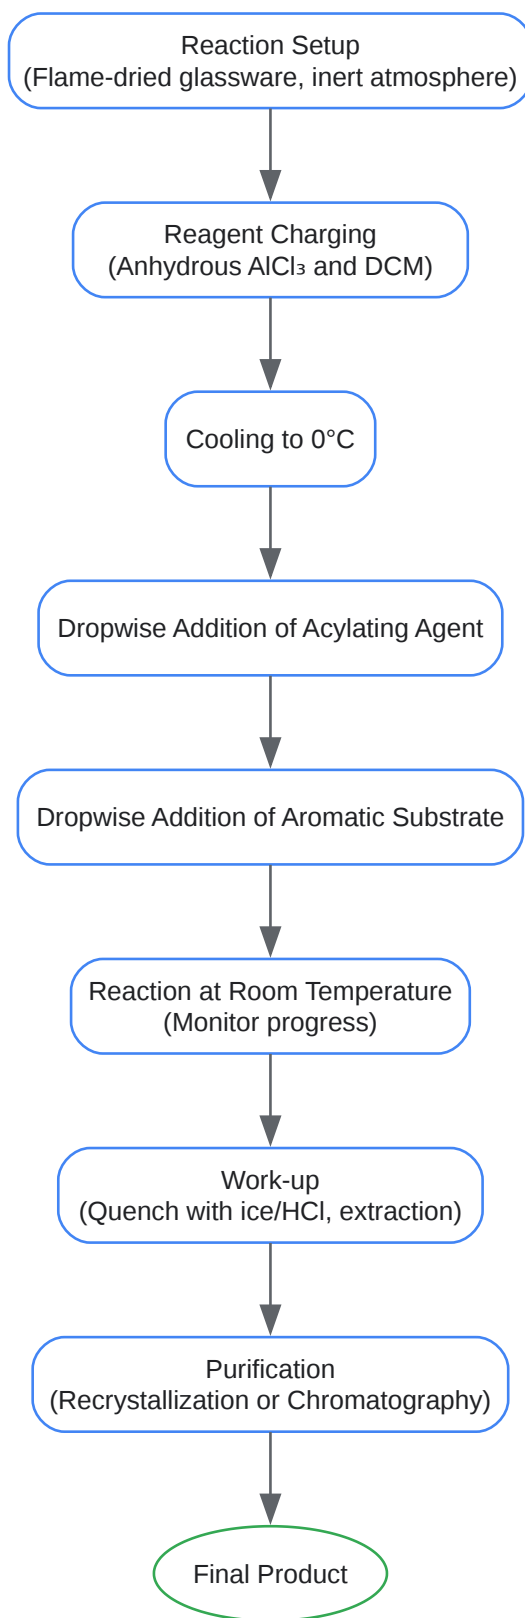 Reaction Setup
(Flame-dried glassware, inert atmosphere)
Reagent Charging
(Anhydrous AlCl₃ and DCM)
Cooling to 0°C
Dropwise Addition of Acylating Agent
Dropwise Addition of Aromatic Substrate
Reaction at Room Temperature
(Monitor progress)
Work-up
(Quench with ice/HCl, extraction)
Purification
(Recrystallization or Chromatography)
Final Product